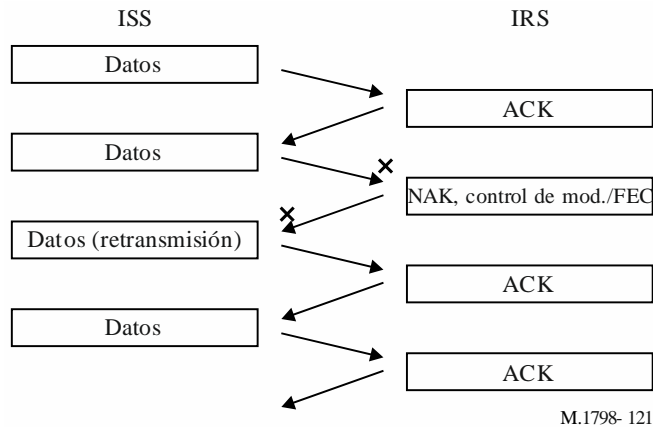 ISS
IRS
Datos
ACK
Datos
NAK, control de mod./FEC
Datos (retransmisión)
ACK
Datos
ACK
M.1798- 121